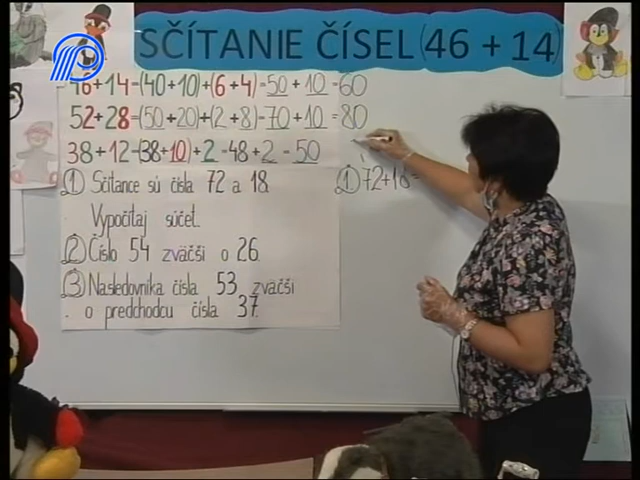 SČÍTANIE ČÍSEL (46 + 14)
46+14=(40+10)+(6+4)=50+10=60
52+28=(50+20)+(2+8)=70+10=80
38+12=(38+10)+2=48+2=50
1 Sčítance sú čísla 72 a 18.
Vypočítaj súčet.
2 Číslo 54 zväčši o 26.
3 Nasledovníka čísla 53 zväčši
o predchodcu čísla 37.
1 72+18=